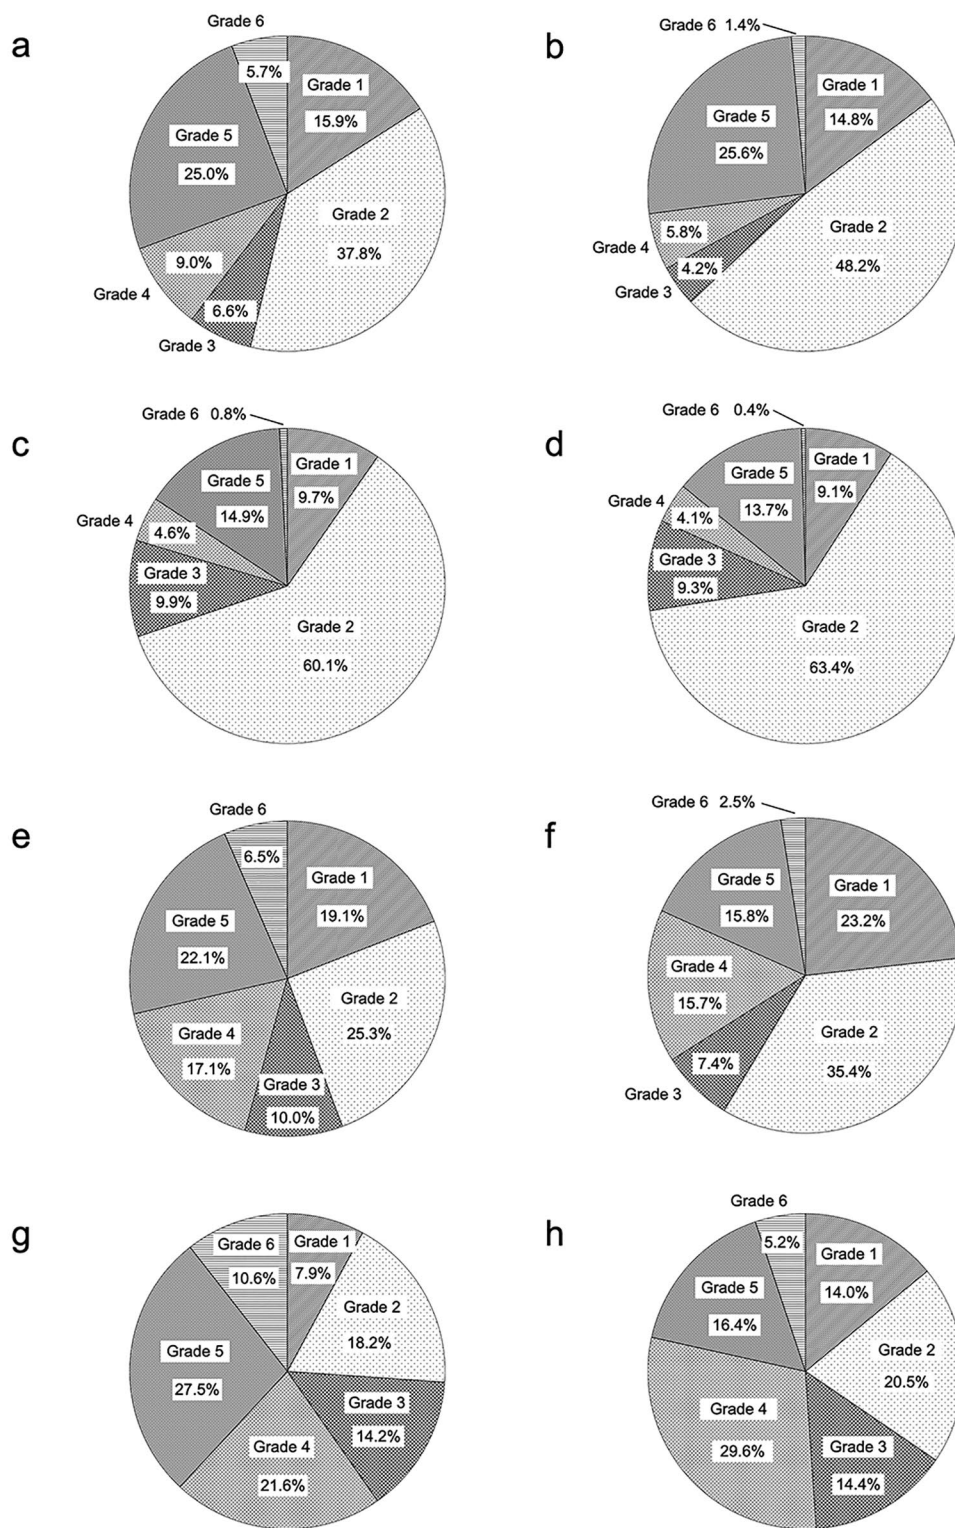 a
Grade 6
5.7%
Grade 1
15.9%
Grade 5
25.0%
Grade 2
37.8%
9.0%
Grade 4
6.6%
Grade 3
b
Grade 6 1.4%
Grade 1
14.8%
Grade 5
25.6%
Grade 2
48.2%
5.8%
Grade 4
4.2%
Grade 3
c
Grade 6 0.8%
Grade 1
9.7%
Grade 5
14.9%
Grade 4
4.6%
Grade 3
9.9%
Grade 2
60.1%
d
Grade 6 0.4%
Grade 1
9.1%
Grade 5
13.7%
Grade 4
4.1%
Grade 3
9.3%
Grade 2
63.4%
e
Grade 6
6.5%
Grade 1
19.1%
Grade 5
22.1%
Grade 2
25.3%
Grade 4
17.1%
Grade 3
10.0%
f
Grade 6 2.5%
Grade 5
15.8%
Grade 1
23.2%
Grade 4
15.7%
Grade 2
35.4%
7.4%
Grade 3
g
Grade 6
10.6%
Grade 1
7.9%
Grade 2
18.2%
Grade 5
27.5%
Grade 3
14.2%
Grade 4
21.6%
h
Grade 6
5.2%
Grade 1
14.0%
Grade 5
16.4%
Grade 2
20.5%
Grade 4
29.6%
Grade 3
14.4%